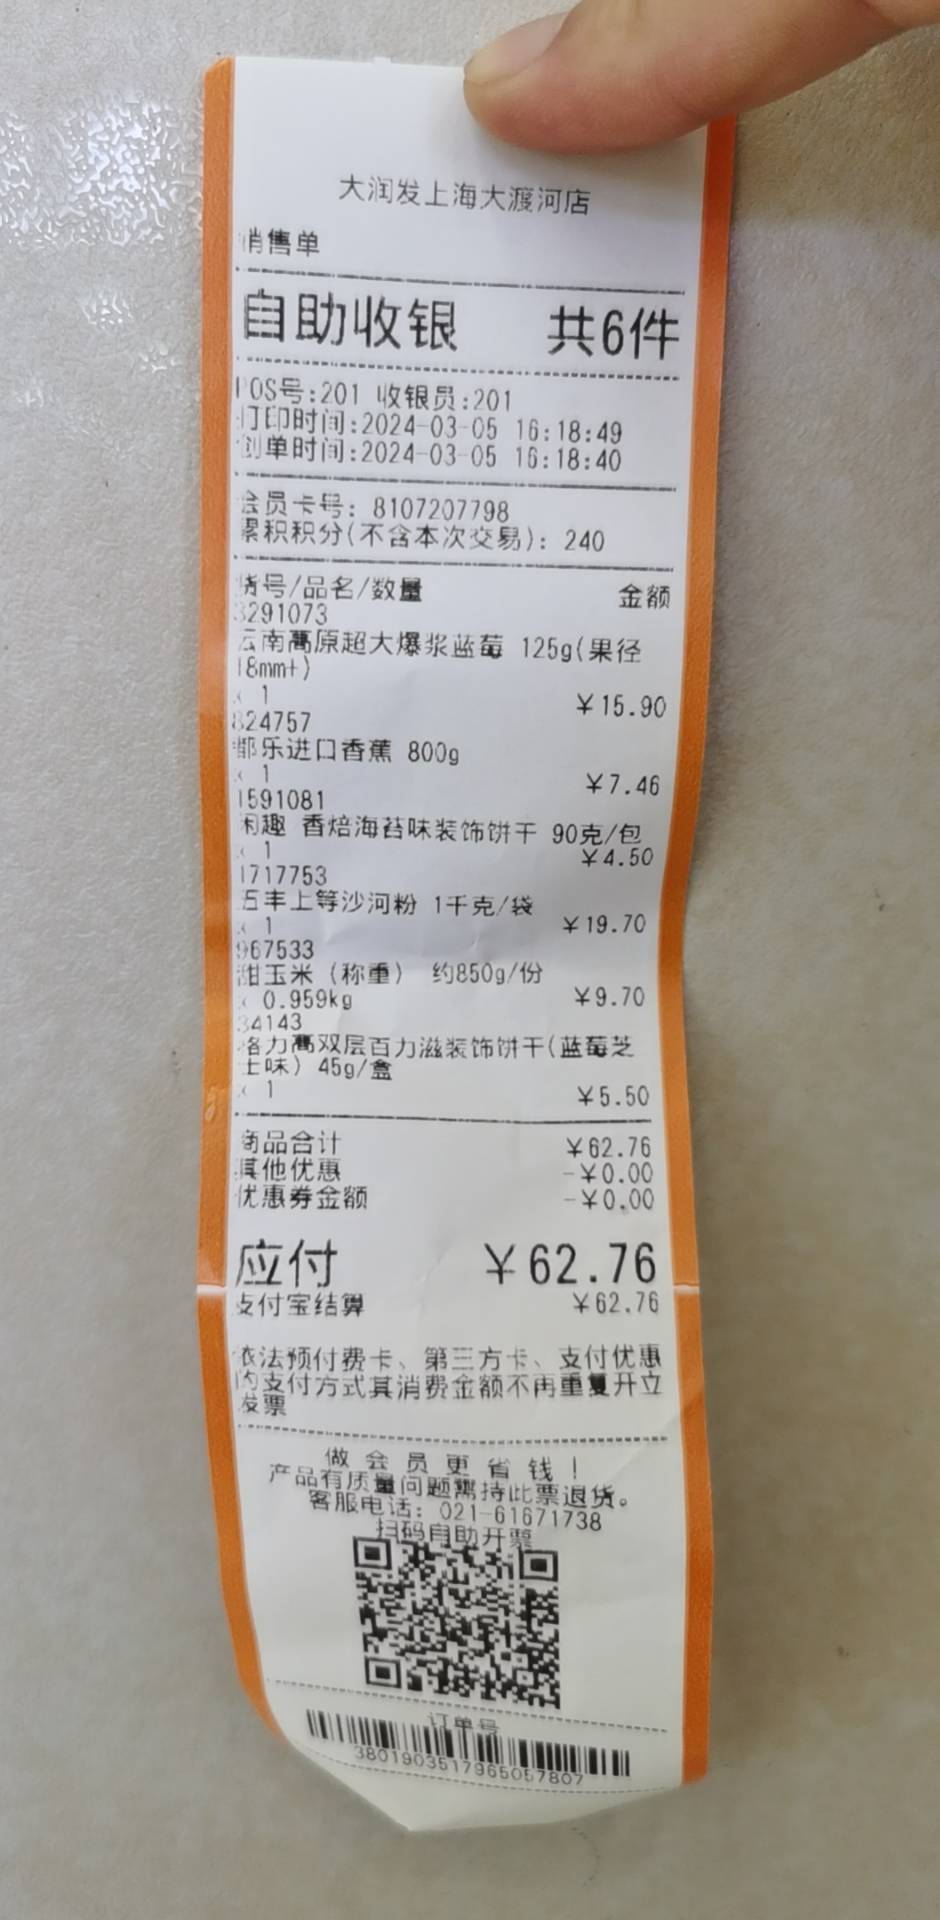 大润发上海大渡河店
销售单
自助收银 共6件
POS号:201 收银员:201
打印时间:2024-03-05 16:18:49
创单时间:2024-03-05 16:18:40
会员卡号: 8107207798
累积积分(不含本次交易): 240
货号/品名/数量 金额
3291073
云南高原超大爆浆蓝莓 125g(果径
18mm+)
x 1 ¥15.90
824757
都乐进口香蕉 800g
x 1 ¥7.46
1591081
闲趣 香焙海苔味装饰饼干 90克/包
x 1 ¥4.50
1717753
五丰上等沙河粉 1千克/袋
x 1 ¥19.70
967533
甜玉米（称重） 约850g/份
x 0.959kg ¥9.70
34143
格力高双层百力滋装饰饼干(蓝莓芝
士味) 45g/盒
x 1 ¥5.50
商品合计 ¥62.76
其他优惠 -¥0.00
优惠券金额 -¥0.00
应付 ¥62.76
支付宝结算 ¥62.76
依法预付费卡、第三方卡、支付优惠
的支付方式其消费金额不再重复开立
发票
做会员更省钱！
产品有质量问题需持此票退货。
客服电话: 021-61671738
扫码自助开票
订单号
3801903517965057807